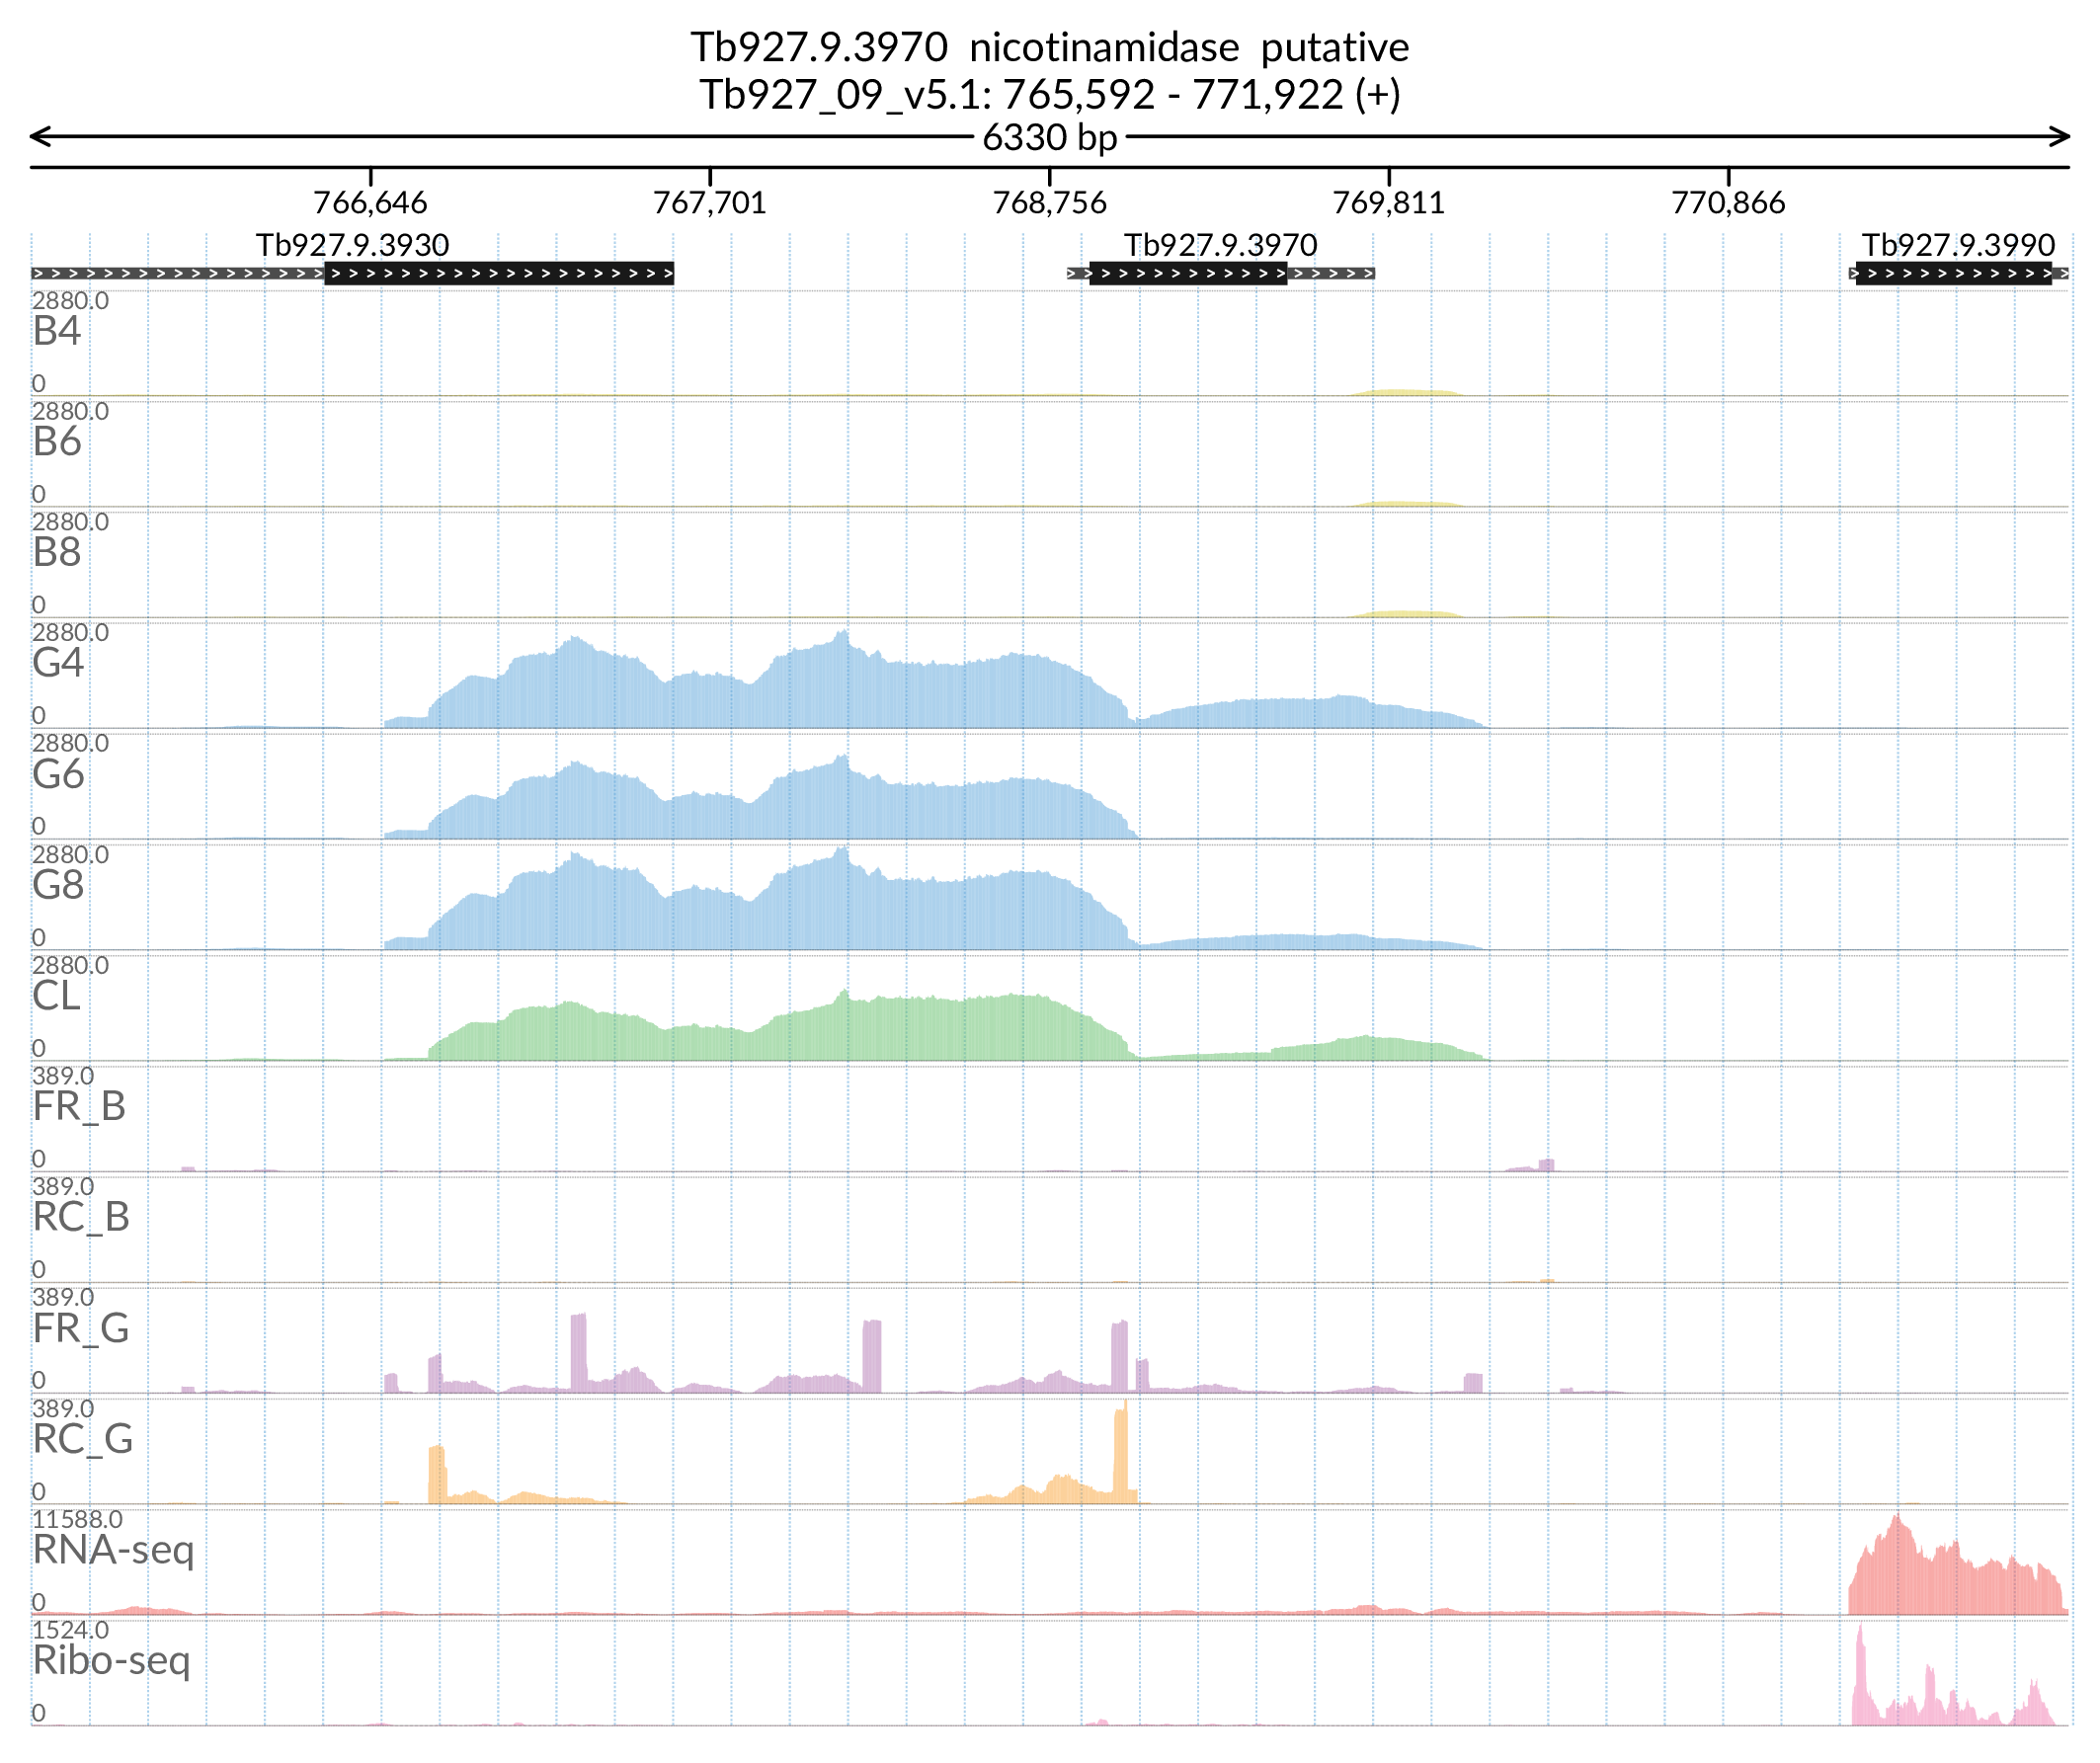 Tb927.9.3970 nicotinamidase putative
Tb927_09_v5.1: 765,592 - 771,922 (+)
6330 bp
766,646 767,701 768,756 769,811 770,866
Tb927.9.3930 Tb927.9.3970 Tb927.9.3990
2880.0
B4
0
2880.0
B6
0
2880.0
B8
0
2880.0
G4
0
2880.0
G6
0
2880.0
G8
0
2880.0
CL
0
389.0
FR_B
0
389.0
RC_B
0
389.0
FR_G
0
389.0
RC_G
0
11588.0
RNA-seq
0
1524.0
Ribo-seq
0